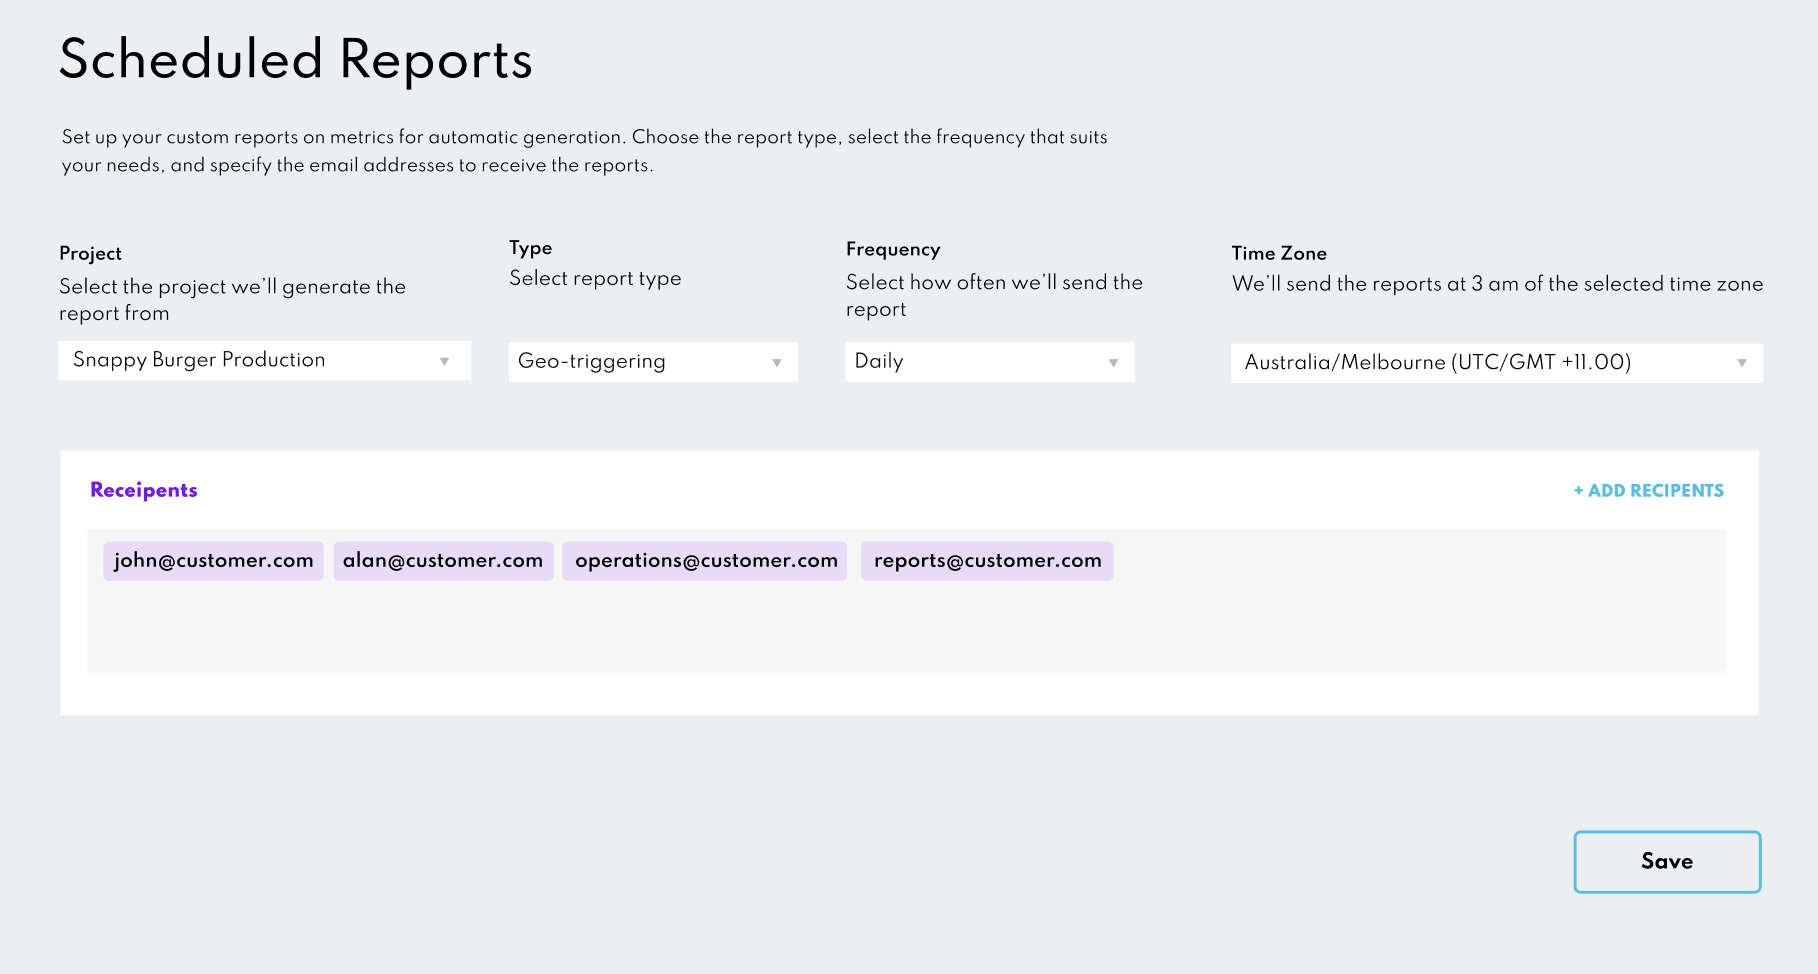 Scheduled Reports
Set up your custom reports on metrics for automatic generation. Choose the report type, select the frequency that suits
your needs, and specify the email addresses to receive the reports.
Project
Select the project we'll generate the
report from
Snappy Burger Production
Type
Select report type
Geo-triggering
Frequency
Select how often we'll send the
report
Daily
Time Zone
We'll send the reports at 3 am of the selected time zone
Australia/Melbourne (UTC/GMT +11.00)
Receipents
+ ADD RECIPENTS
john@customer.com
alan@customer.com
operations@customer.com
reports@customer.com
Save